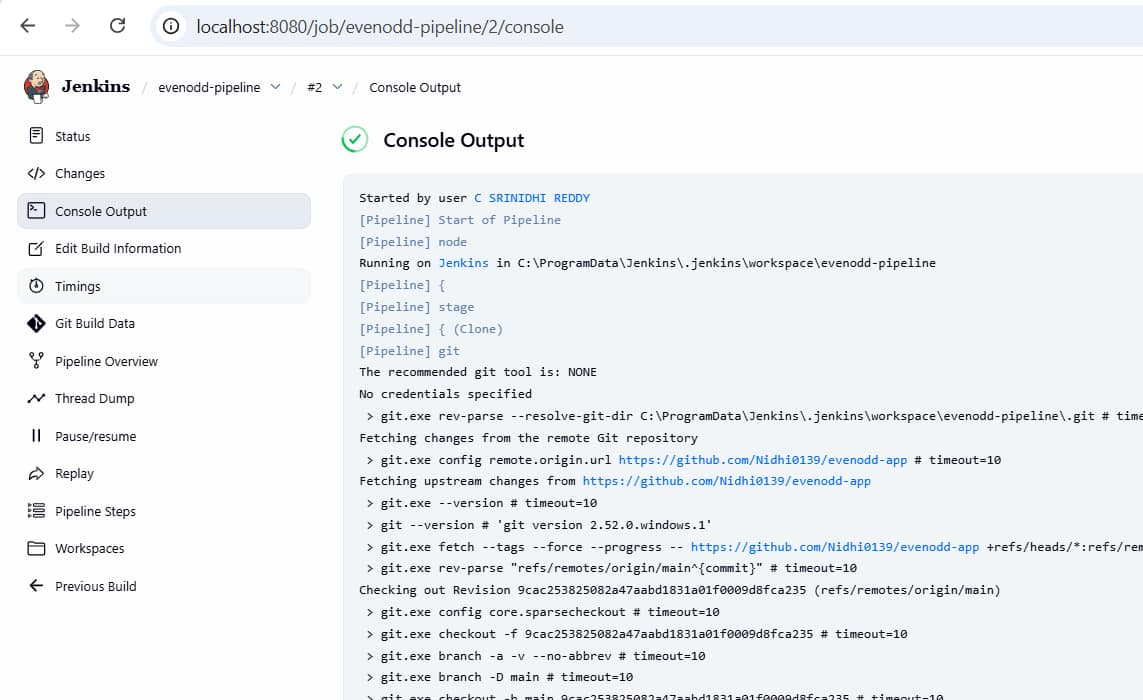 localhost:8080/job/evenodd-pipeline/2/console
Jenkins / evenodd-pipeline / #2 / Console Output
Status
Changes
Console Output
Edit Build Information
Timings
Git Build Data
Pipeline Overview
Thread Dump
Pause/resume
Replay
Pipeline Steps
Workspaces
Previous Build
Console Output
Started by user C SRINIDHI REDDY
[Pipeline] Start of Pipeline
[Pipeline] node
Running on Jenkins in C:\ProgramData\Jenkins\.jenkins\workspace\evenodd-pipeline
[Pipeline] {
[Pipeline] stage
[Pipeline] { (Clone)
[Pipeline] git
The recommended git tool is: NONE
No credentials specified
> git.exe rev-parse --resolve-git-dir C:\ProgramData\Jenkins\.jenkins\workspace\evenodd-pipeline\.git # time
Fetching changes from the remote Git repository
> git.exe config remote.origin.url https://github.com/Nidhi0139/evenodd-app # timeout=10
Fetching upstream changes from https://github.com/Nidhi0139/evenodd-app
> git.exe --version # timeout=10
> git --version # 'git version 2.52.0.windows.1'
> git.exe fetch --tags --force --progress -- https://github.com/Nidhi0139/evenodd-app +refs/heads/*:refs/rem
> git.exe rev-parse "refs/remotes/origin/main^{commit}" # timeout=10
Checking out Revision 9cac253825082a47aabd1831a01f0009d8fca235 (refs/remotes/origin/main)
> git.exe config core.sparsecheckout # timeout=10
> git.exe checkout -f 9cac253825082a47aabd1831a01f0009d8fca235 # timeout=10
> git.exe branch -a -v --no-abbrev # timeout=10
> git.exe branch -D main # timeout=10
> git.exe checkout -b main 9cac253825082a47aabd1831a01f0009d8fca235 # timeout=10